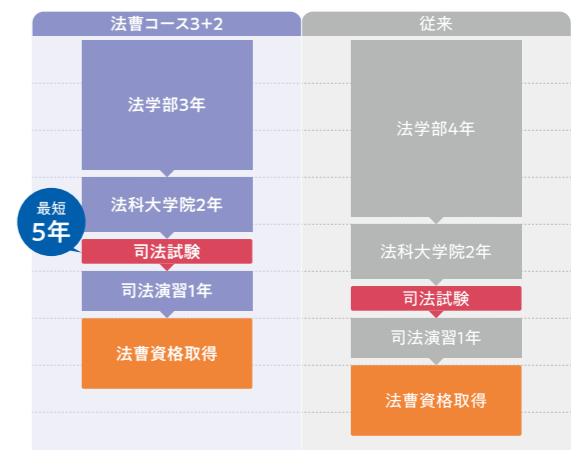 法曹コース3+2
法学部3年
法科大学院2年
最短
5年
司法試験
司法演習1年
法曹資格取得
従来
法学部4年
法科大学院2年
司法試験
司法演習1年
法曹資格取得